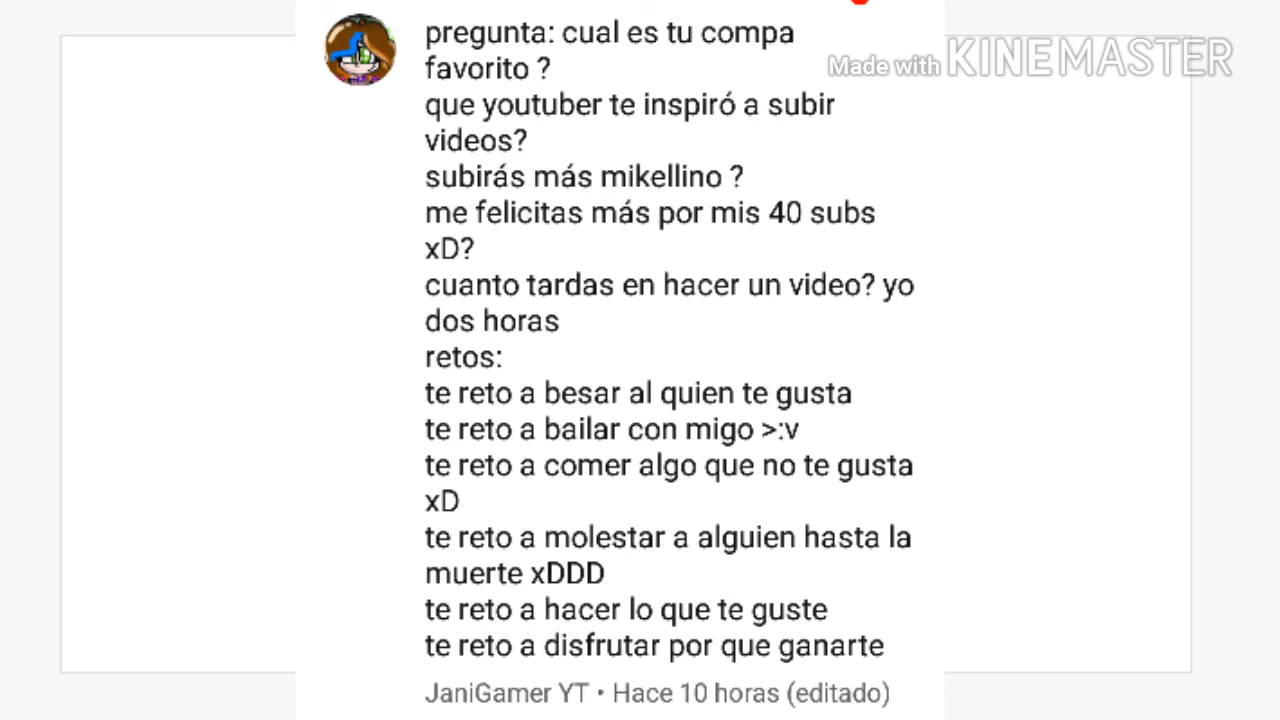 pregunta: cual es tu compa
favorito ?
Made with KINEMASTER
que youtuber te inspiró a subir
videos?
subirás más mikellino ?
me felicitas más por mis 40 subs
xD?
cuanto tardas en hacer un video? yo
dos horas
retos:
te reto a besar al quien te gusta
te reto a bailar con migo >:v
te reto a comer algo que no te gusta
xD
te reto a molestar a alguien hasta la
muerte xDDD
te reto a hacer lo que te guste
te reto a disfrutar por que ganarte
JaniGamer YT • Hace 10 horas (editado)